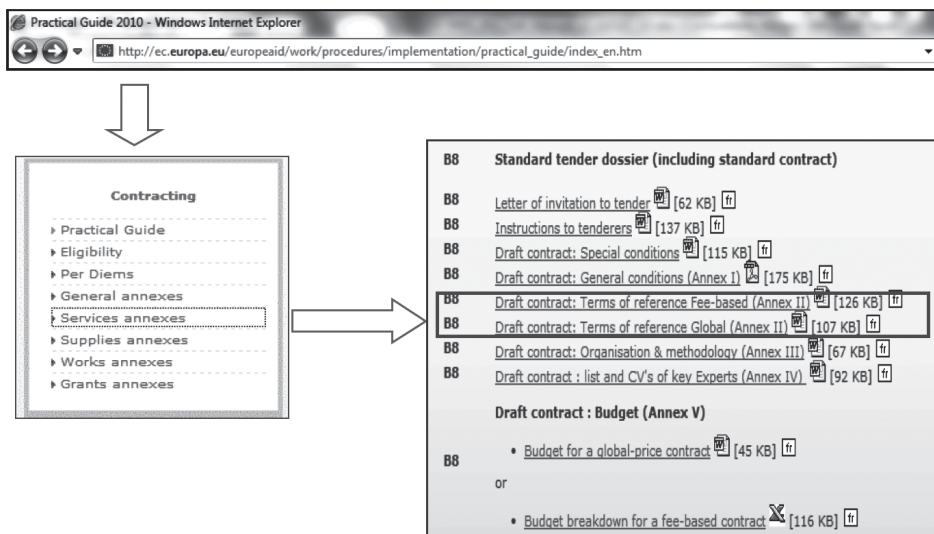 Practical Guide 2010 - Windows Internet Explorer
http://ec.europa.eu/europeaid/work/procedures/implementation/practical_guide/index_en.htm
Contracting
Practical Guide
Eligibility
Per Diems
General annexes
Services annexes
Supplies annexes
Works annexes
Grants annexes
B8 Standard tender dossier (including standard contract)
B8 Letter of invitation to tender [62 KB] fr
B8 Instructions to tenderers [137 KB] fr
B8 Draft contract: Special conditions [115 KB] fr
B8 Draft contract: General conditions (Annex I) [175 KB] fr
B8 Draft contract: Terms of reference Fee-based (Annex II) [126 KB] fr
B8 Draft contract: Terms of reference Global (Annex II) [107 KB] fr
B8 Draft contract: Organisation & methodology (Annex III) [67 KB] fr
B8 Draft contract : list and CV's of key Experts (Annex IV) [92 KB] fr
Draft contract : Budget (Annex V)
B8 • Budget for a global-price contract [45 KB] fr
or
• Budget breakdown for a fee-based contract [116 KB] fr